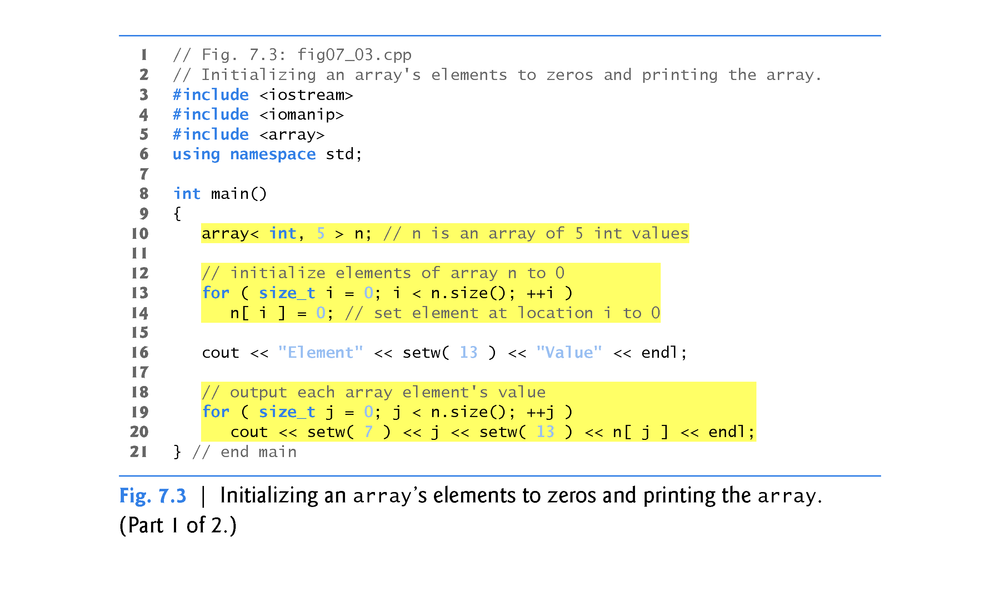 1 // Fig. 7.3: fig07_03.cpp
2 // Initializing an array's elements to zeros and printing the array.
3 #include <iostream>
4 #include <iomanip>
5 #include <array>
6 using namespace std;
7
8 int main()
9 {
10    array< int, 5 > n; // n is an array of 5 int values
11
12    // initialize elements of array n to 0
13    for ( size_t i = 0; i < n.size(); ++i )
14       n[ i ] = 0; // set element at location i to 0
15
16    cout << "Element" << setw( 13 ) << "Value" << endl;
17
18    // output each array element's value
19    for ( size_t j = 0; j < n.size(); ++j )
20       cout << setw( 7 ) << j << setw( 13 ) << n[ j ] << endl;
21 } // end main
Fig. 7.3 | Initializing an array’s elements to zeros and printing the array.
(Part 1 of 2.)